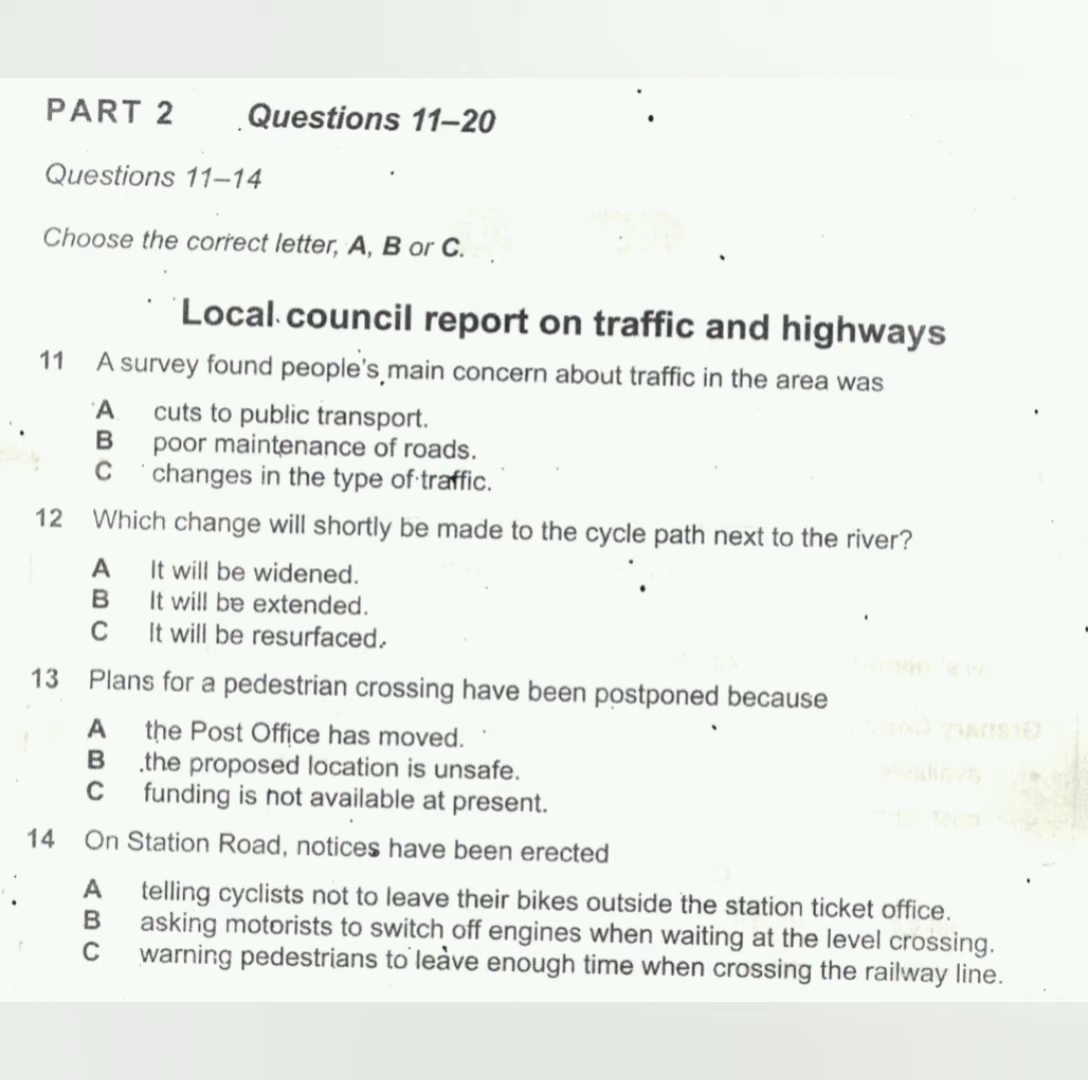 PART 2 Questions 11–20
Questions 11–14
Choose the correct letter, A, B or C.
Local council report on traffic and highways
11 A survey found people's main concern about traffic in the area was
A cuts to public transport.
B poor maintenance of roads.
C changes in the type of traffic.
12 Which change will shortly be made to the cycle path next to the river?
A It will be widened.
B It will be extended.
C It will be resurfaced.
13 Plans for a pedestrian crossing have been postponed because
A the Post Office has moved.
B the proposed location is unsafe.
C funding is not available at present.
14 On Station Road, notices have been erected
A telling cyclists not to leave their bikes outside the station ticket office.
B asking motorists to switch off engines when waiting at the level crossing.
C warning pedestrians to leave enough time when crossing the railway line.